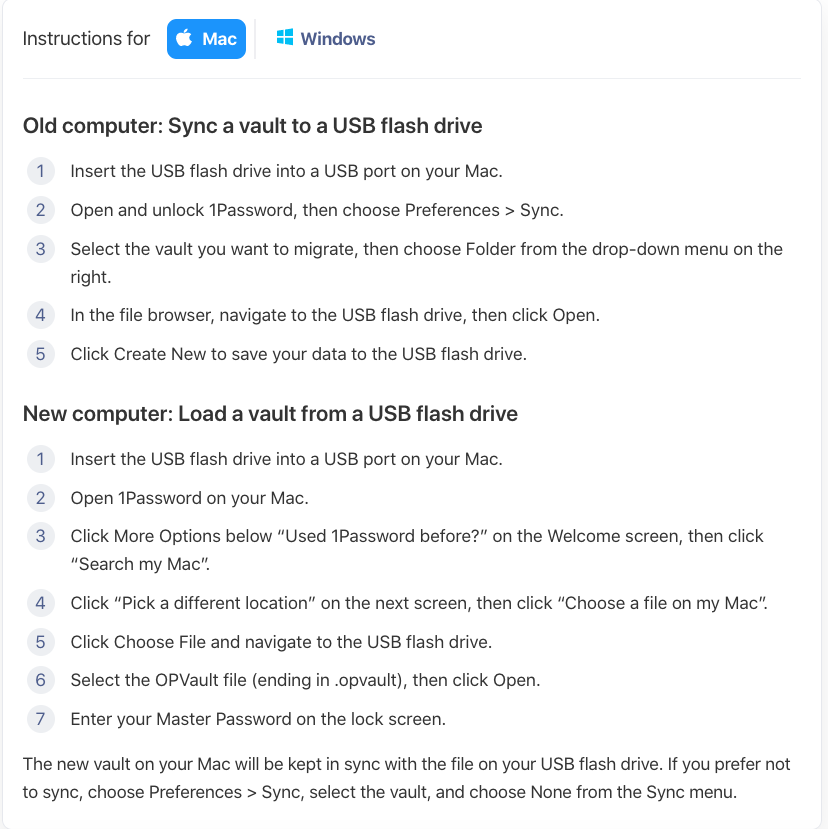 Instructions for Mac Windows
Old computer: Sync a vault to a USB flash drive
1 Insert the USB flash drive into a USB port on your Mac.
2 Open and unlock 1Password, then choose Preferences > Sync.
3 Select the vault you want to migrate, then choose Folder from the drop-down menu on the
right.
4 In the file browser, navigate to the USB flash drive, then click Open.
5 Click Create New to save your data to the USB flash drive.
New computer: Load a vault from a USB flash drive
1 Insert the USB flash drive into a USB port on your Mac.
2 Open 1Password on your Mac.
3 Click More Options below “Used 1Password before?” on the Welcome screen, then click
“Search my Mac”.
4 Click “Pick a different location” on the next screen, then click “Choose a file on my Mac”.
5 Click Choose File and navigate to the USB flash drive.
6 Select the OPVault file (ending in .opvault), then click Open.
7 Enter your Master Password on the lock screen.
The new vault on your Mac will be kept in sync with the file on your USB flash drive. If you prefer not
to sync, choose Preferences > Sync, select the vault, and choose None from the Sync menu.